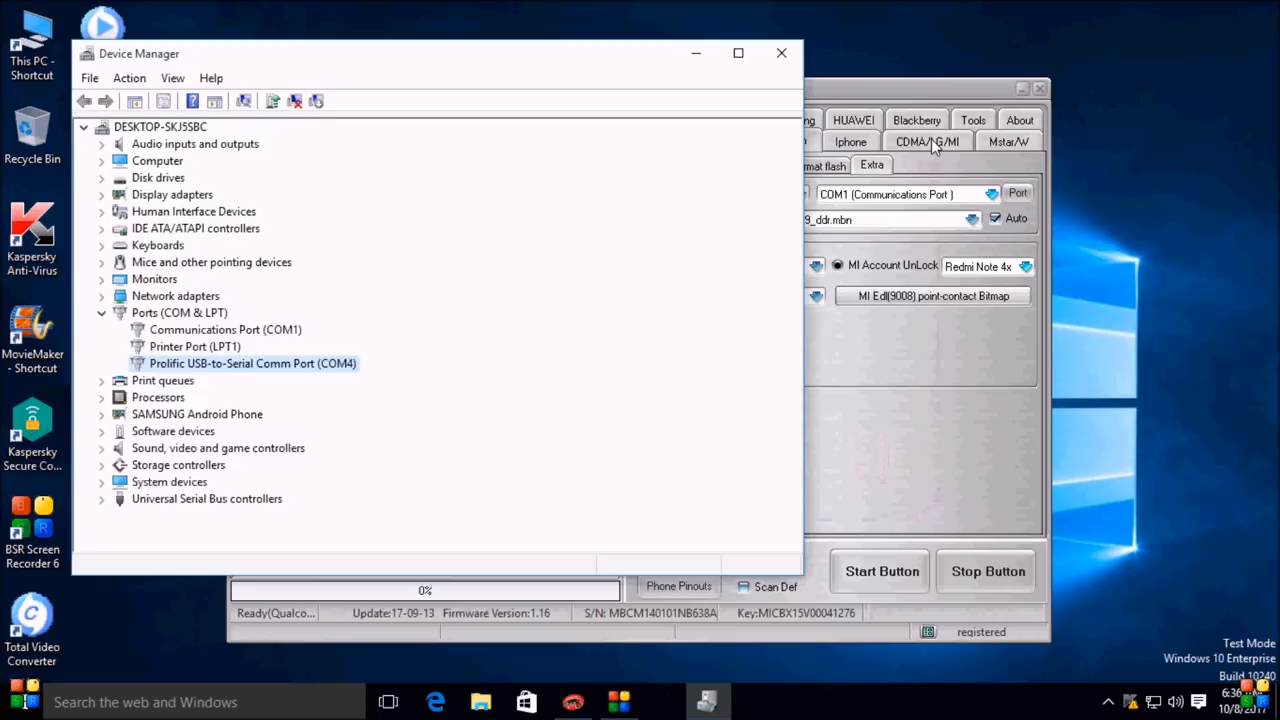 This PC -
Shortcut
Recycle Bin
Kaspersky
Anti-Virus
MovieMaker
- Shortcut
Kaspersky
Secure Co...
BSR Screen
Recorder 6
Total Video
Converter
Device Manager
File Action View Help
DESKTOP-SKJ5SBC
Audio inputs and outputs
Computer
Disk drives
Display adapters
Human Interface Devices
IDE ATA/ATAPI controllers
Keyboards
Mice and other pointing devices
Monitors
Network adapters
Ports (COM & LPT)
Communications Port (COM1)
Printer Port (LPT1)
Prolific USB-to-Serial Comm Port (COM4)
Print queues
Processors
SAMSUNG Android Phone
Software devices
Sound, video and game controllers
Storage controllers
System devices
Universal Serial Bus controllers
HUAWEI Blackberry Tools About
Iphone CDMA/LG/MI Mstar/W
rmat flash Extra
COM1 (Communications Port ) Port
9_ddr.mbn Auto
MI Account UnLock Redmi Note 4x
MI Edl(9008) point-contact Bitmap
Start Button Stop Button
0% Phone Pinouts Scan Def
Ready(Qualco... Update:17-09-13 Firmware Version:1.16 S/N: MBCM140101NB638A Key:MICBX15V00041276
registered
Test Mode
Windows 10 Enterprise
Build 10240
Search the web and Windows
10/8/2017